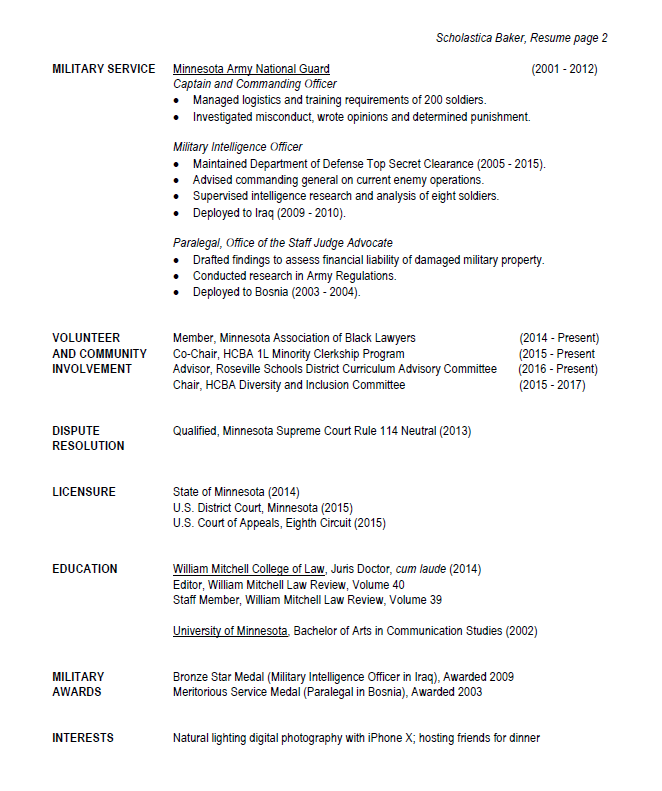 Scholastica Baker, Resume page 2
MILITARY SERVICE Minnesota Army National Guard (2001 - 2012)
Captain and Commanding Officer
• Managed logistics and training requirements of 200 soldiers.
• Investigated misconduct, wrote opinions and determined punishment.
Military Intelligence Officer
• Maintained Department of Defense Top Secret Clearance (2005 - 2015).
• Advised commanding general on current enemy operations.
• Supervised intelligence research and analysis of eight soldiers.
• Deployed to Iraq (2009 - 2010).
Paralegal, Office of the Staff Judge Advocate
• Drafted findings to assess financial liability of damaged military property.
• Conducted research in Army Regulations.
• Deployed to Bosnia (2003 - 2004).
VOLUNTEER Member, Minnesota Association of Black Lawyers (2014 - Present)
AND COMMUNITY Co-Chair, HCBA 1L Minority Clerkship Program (2015 - Present
INVOLVEMENT Advisor, Roseville Schools District Curriculum Advisory Committee (2016 - Present)
Chair, HCBA Diversity and Inclusion Committee (2015 - 2017)
DISPUTE Qualified, Minnesota Supreme Court Rule 114 Neutral (2013)
RESOLUTION
LICENSURE State of Minnesota (2014)
U.S. District Court, Minnesota (2015)
U.S. Court of Appeals, Eighth Circuit (2015)
EDUCATION William Mitchell College of Law, Juris Doctor, cum laude (2014)
Editor, William Mitchell Law Review, Volume 40
Staff Member, William Mitchell Law Review, Volume 39
University of Minnesota, Bachelor of Arts in Communication Studies (2002)
MILITARY Bronze Star Medal (Military Intelligence Officer in Iraq), Awarded 2009
AWARDS Meritorious Service Medal (Paralegal in Bosnia), Awarded 2003
INTERESTS Natural lighting digital photography with iPhone X; hosting friends for dinner